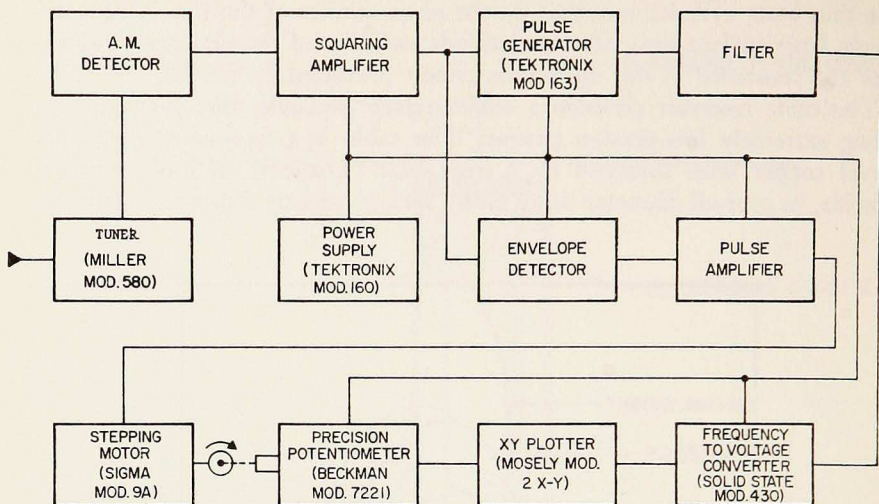 A.M.
DETECTOR
SQUARING
AMPLIFIER
PULSE
GENERATOR
(TEKTRONIX
MOD 163)
FILTER
TUNER
(MILLER
MOD. 580)
POWER
SUPPLY
(TEKTRONIX
MOD. 160)
ENVELOPE
DETECTOR
PULSE
AMPLIFIER
STEPPING
MOTOR
(SIGMA
MOD. 9A)
PRECISION
POTENTIOMETER
(BECKMAN
MOD. 7221)
XY PLOTTER
(MOSELY MOD.
2 X-Y)
FREQUENCY
TO VOLTAGE
CONVERTER
(SOLID STATE
MOD. 430)